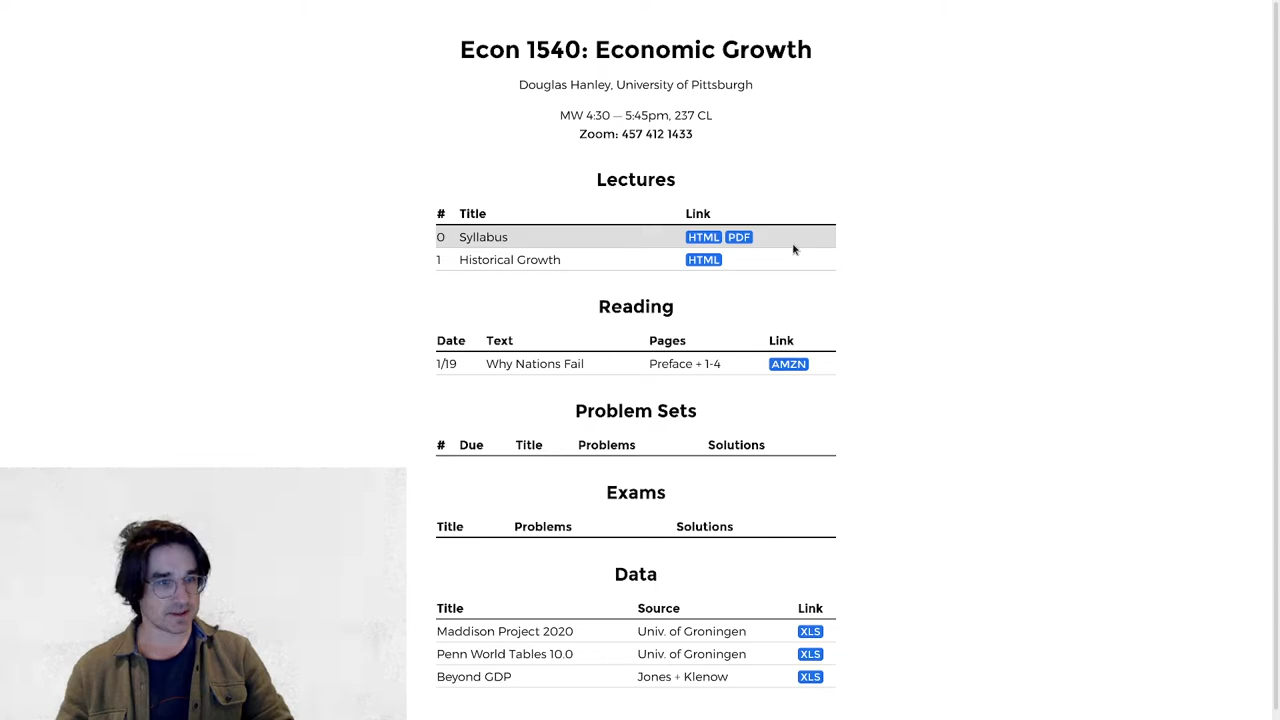 Econ 1540: Economic Growth
Douglas Hanley, University of Pittsburgh
MW 4:30 — 5:45pm, 237 CL
Zoom: 457 412 1433
Lectures
# Title Link
0 Syllabus HTML PDF
1 Historical Growth HTML
Reading
Date Text Pages Link
1/19 Why Nations Fail Preface + 1-4 AMZN
Problem Sets
# Due Title Problems Solutions
Exams
Title Problems Solutions
Data
Title Source Link
Maddison Project 2020 Univ. of Groningen XLS
Penn World Tables 10.0 Univ. of Groningen XLS
Beyond GDP Jones + Klenow XLS